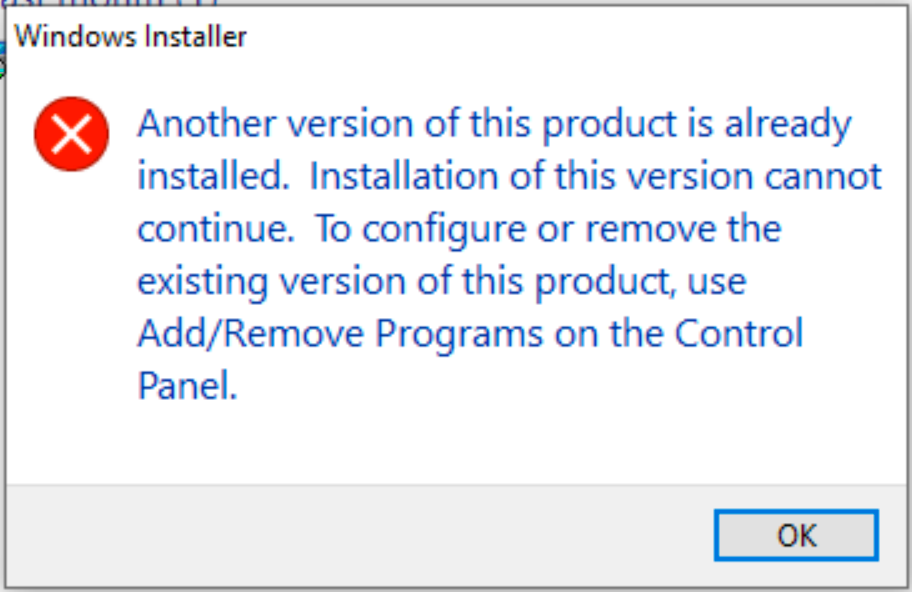 Windows Installer
Another version of this product is already
installed.  Installation of this version cannot
continue.  To configure or remove the
existing version of this product, use
Add/Remove Programs on the Control
Panel.
OK